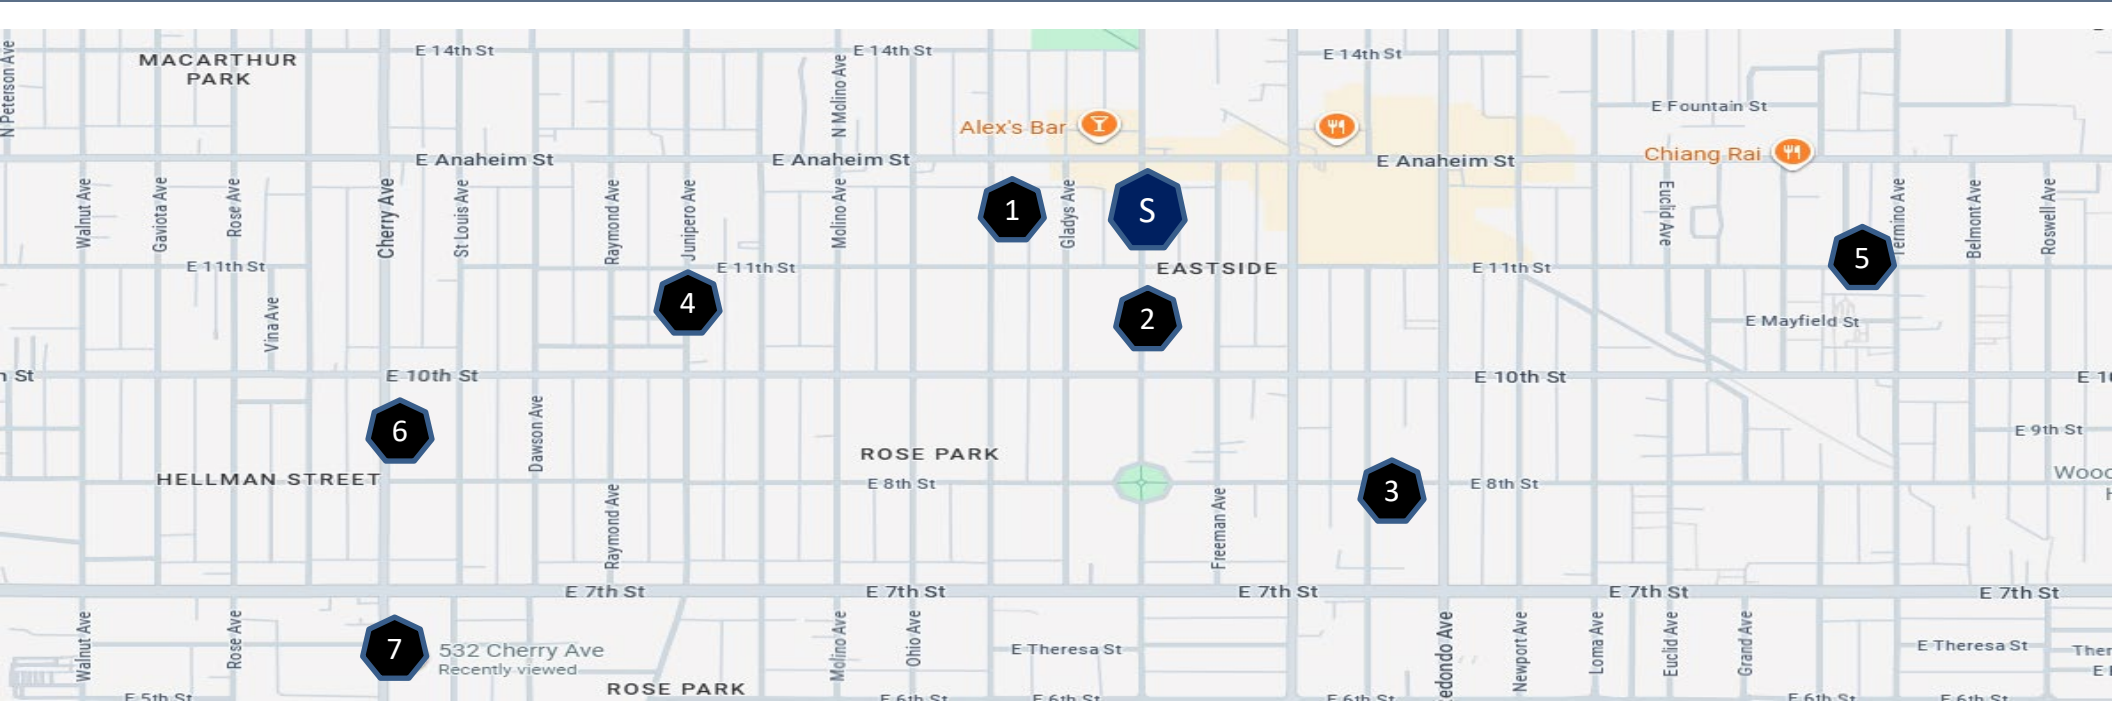 MACARTHUR
PARK
E 14th St
E 14th St
E 14th St
N Peterson Ave
N Molino Ave
E Fountain St
Alex's Bar
Chiang Rai
E Anaheim St
E Anaheim St
E Anaheim St
Walnut Ave
Gaviota Ave
Rose Ave
Cherry Ave
St Louis Ave
Raymond Ave
Junipero Ave
Molino Ave
1
Gladys Ave
S
Euclid Ave
5
Termino Ave
Belmont Ave
Roswell Ave
E 11th St
E 11th St
EASTSIDE
E 11th St
Vina Ave
4
2
E Mayfield St
St
E 10th St
E 10th St
6
Dawson Ave
ROSE PARK
E 9th St
HELLMAN STREET
E 8th St
3
E 8th St
Raymond Ave
Freeman Ave
E 7th St
E 7th St
E 7th St
E 7th St
E 7th St
Walnut Ave
Rose Ave
7
532 Cherry Ave
Recently viewed
Molino Ave
Ohio Ave
E Theresa St
edondo Ave
Newport Ave
Loma Ave
Euclid Ave
Grand Ave
E Theresa St
ROSE PARK
E 5th St
E 6th St
E 6th St
E 6th St
E 6th St
E 6th St